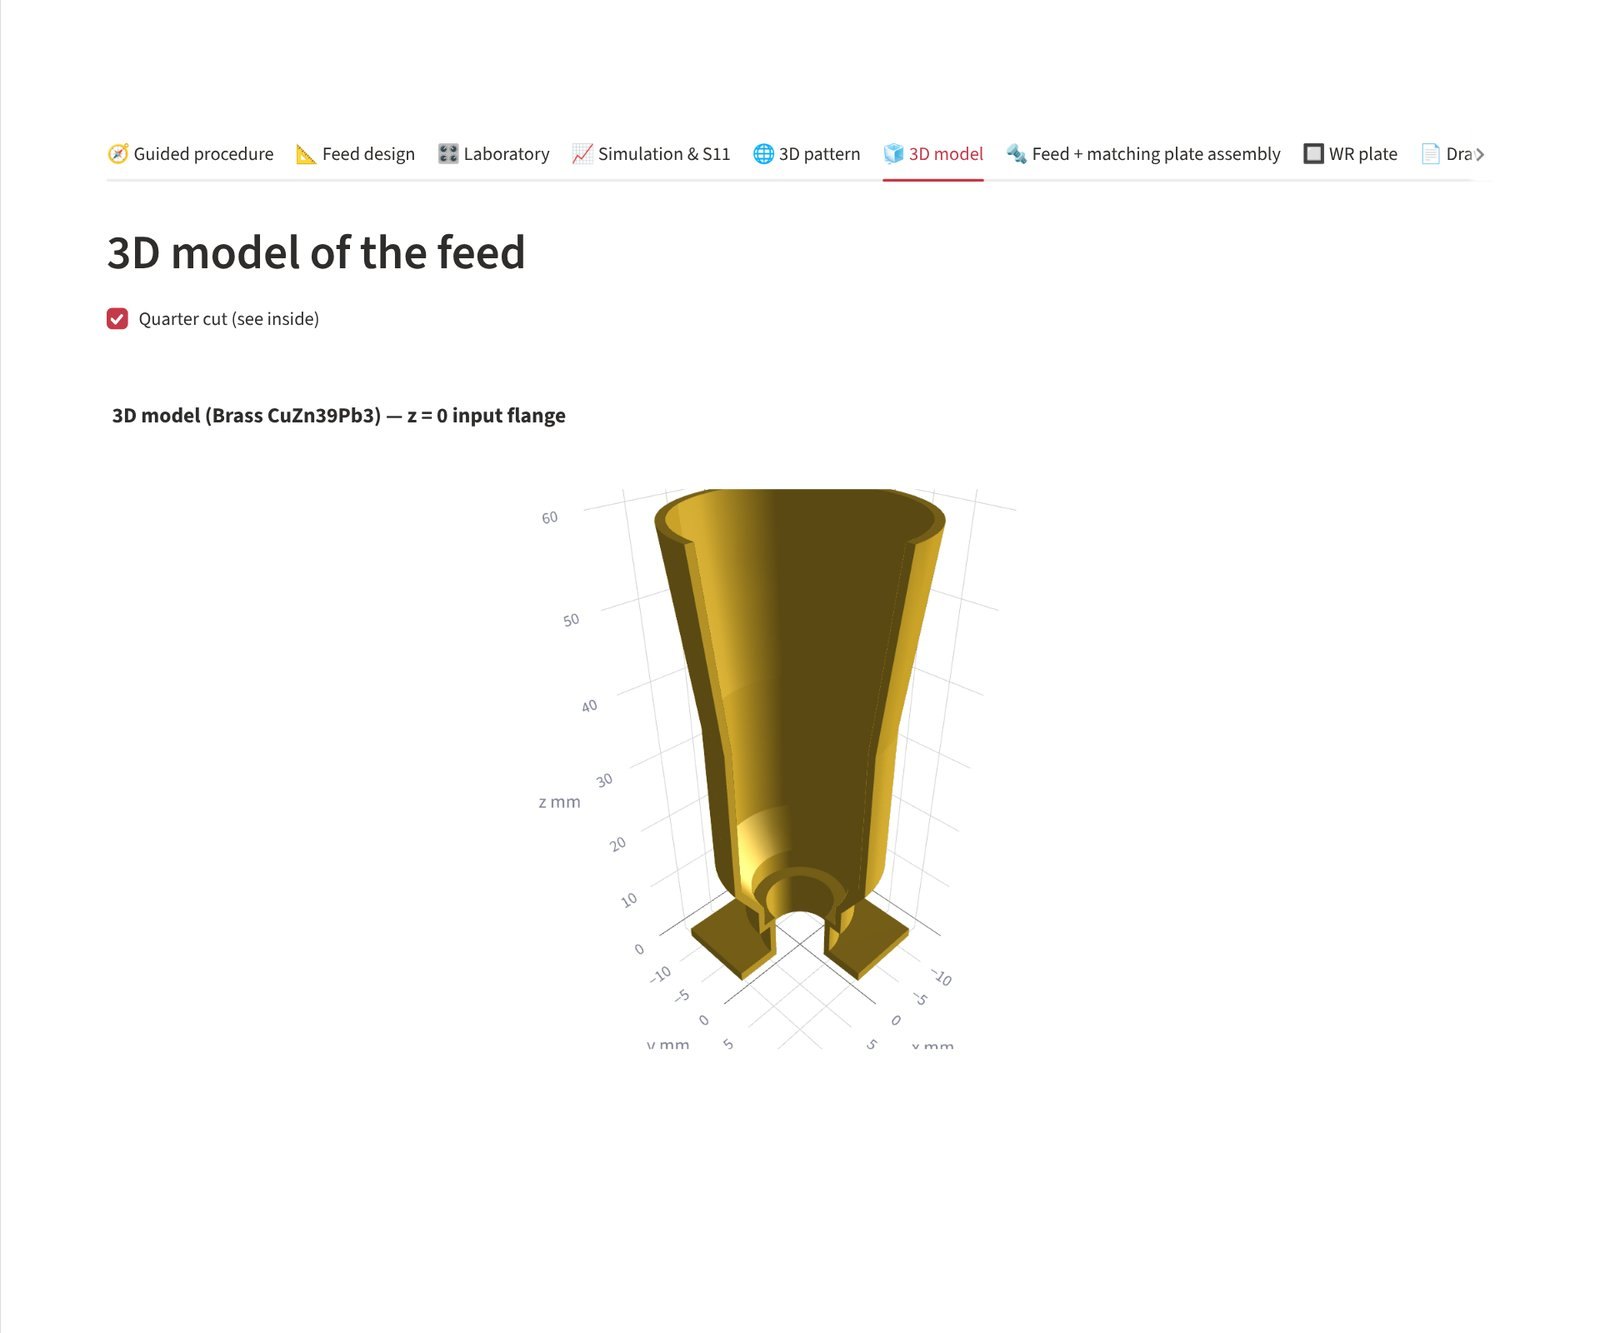 🧭 Guided procedure 📐 Feed design 🎛️ Laboratory 📈 Simulation & S11 🌐 3D pattern 🧊 3D model 🔩 Feed + matching plate assembly 🔲 WR plate 📄 Dra
3D model of the feed
Quarter cut (see inside)
3D model (Brass CuZn39Pb3) — z = 0 input flange
60
50
40
30
z mm
20
10
0
−10
−5
0
5
y mm
−10
−5
0
5
x mm